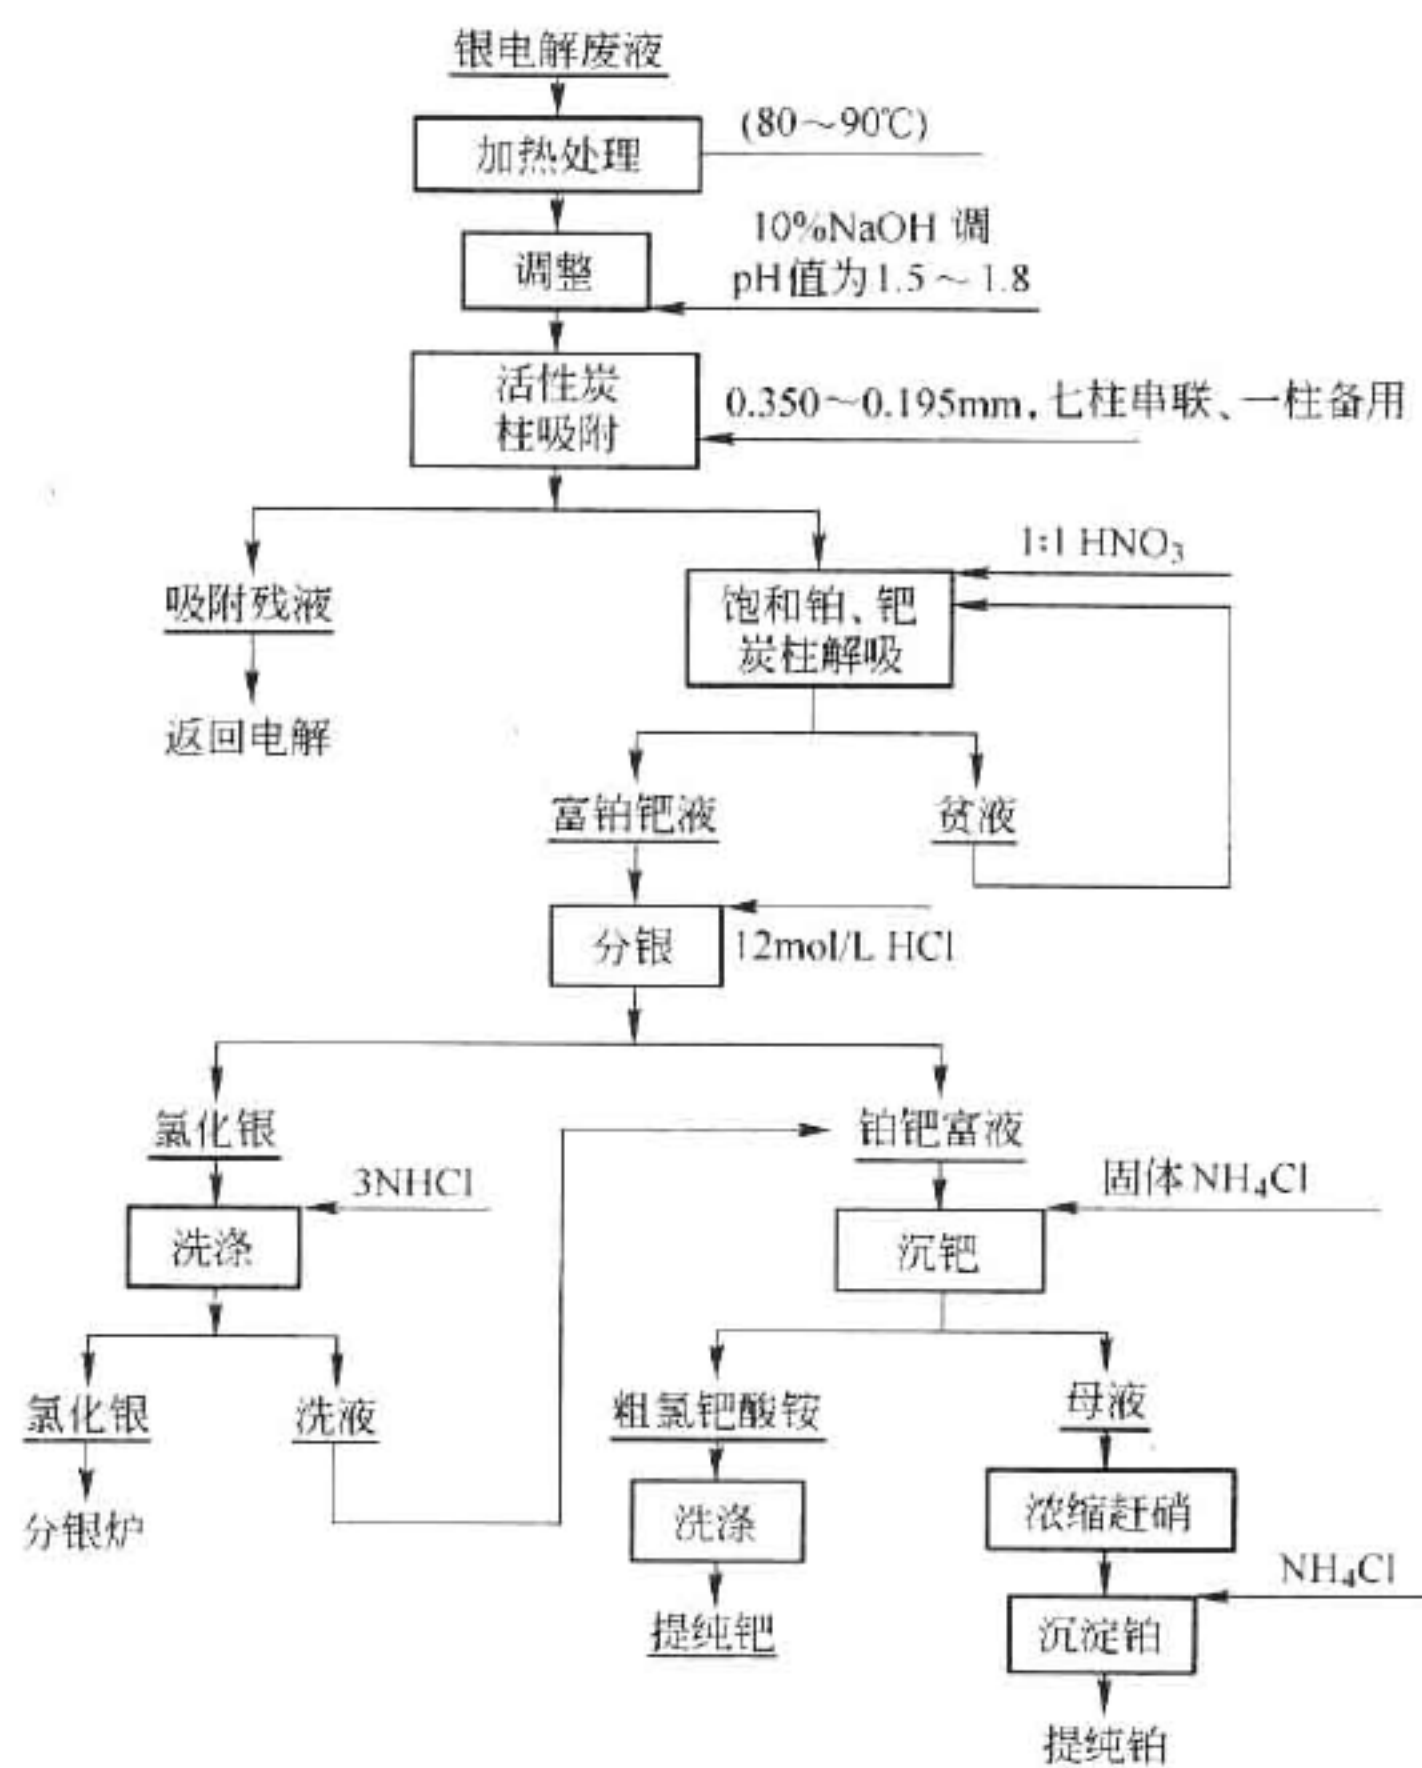 银电解废液
加热处理
(80～90℃)
调整
10%NaOH 调
pH值为1.5～1.8
活性炭
柱吸附
0.350～0.195mm,七柱串联、一柱备用
吸附残液
返回电解
1:1 HNO₃
饱和铂、钯
炭柱解吸
富铂钯液
贫液
分银
12mol/L HCl
氯化银
铂钯富液
3NHCl
洗涤
固体NH₄Cl
沉钯
氯化银
洗液
粗氯钯酸铵
母液
分银炉
洗涤
浓缩赶硝
NH₄Cl
提纯钯
沉淀铂
提纯铂